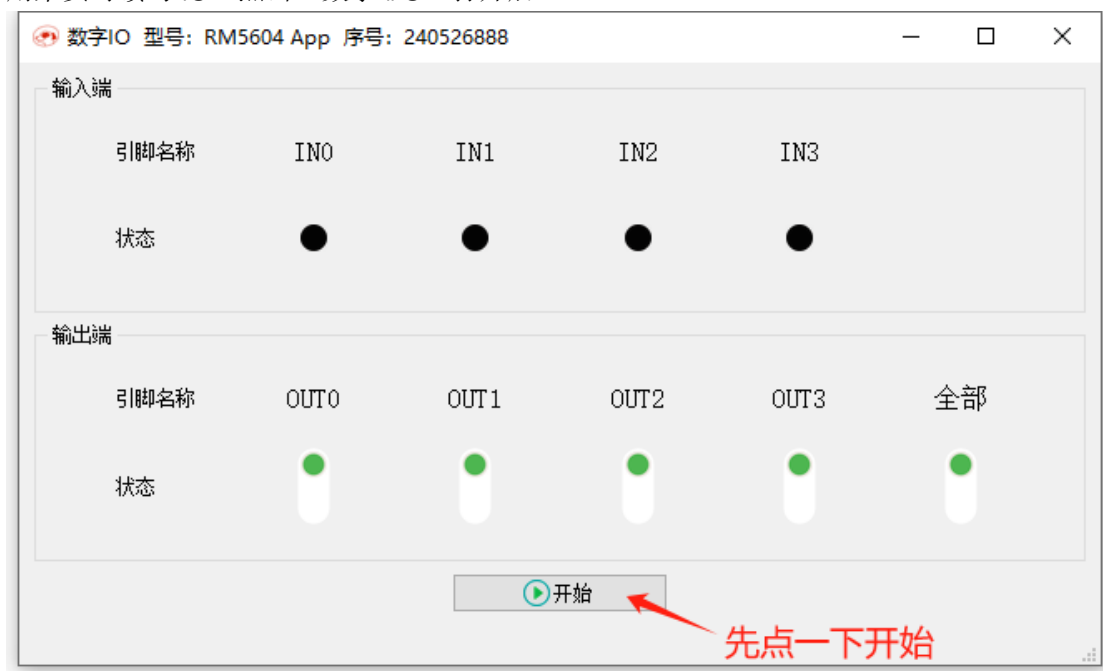 数字IO 型号: RM5604 App 序号: 240526888
输入端
引脚名称 IN0 IN1 IN2 IN3
状态
输出端
引脚名称 OUT0 OUT1 OUT2 OUT3 全部
状态
开始
先点一下开始